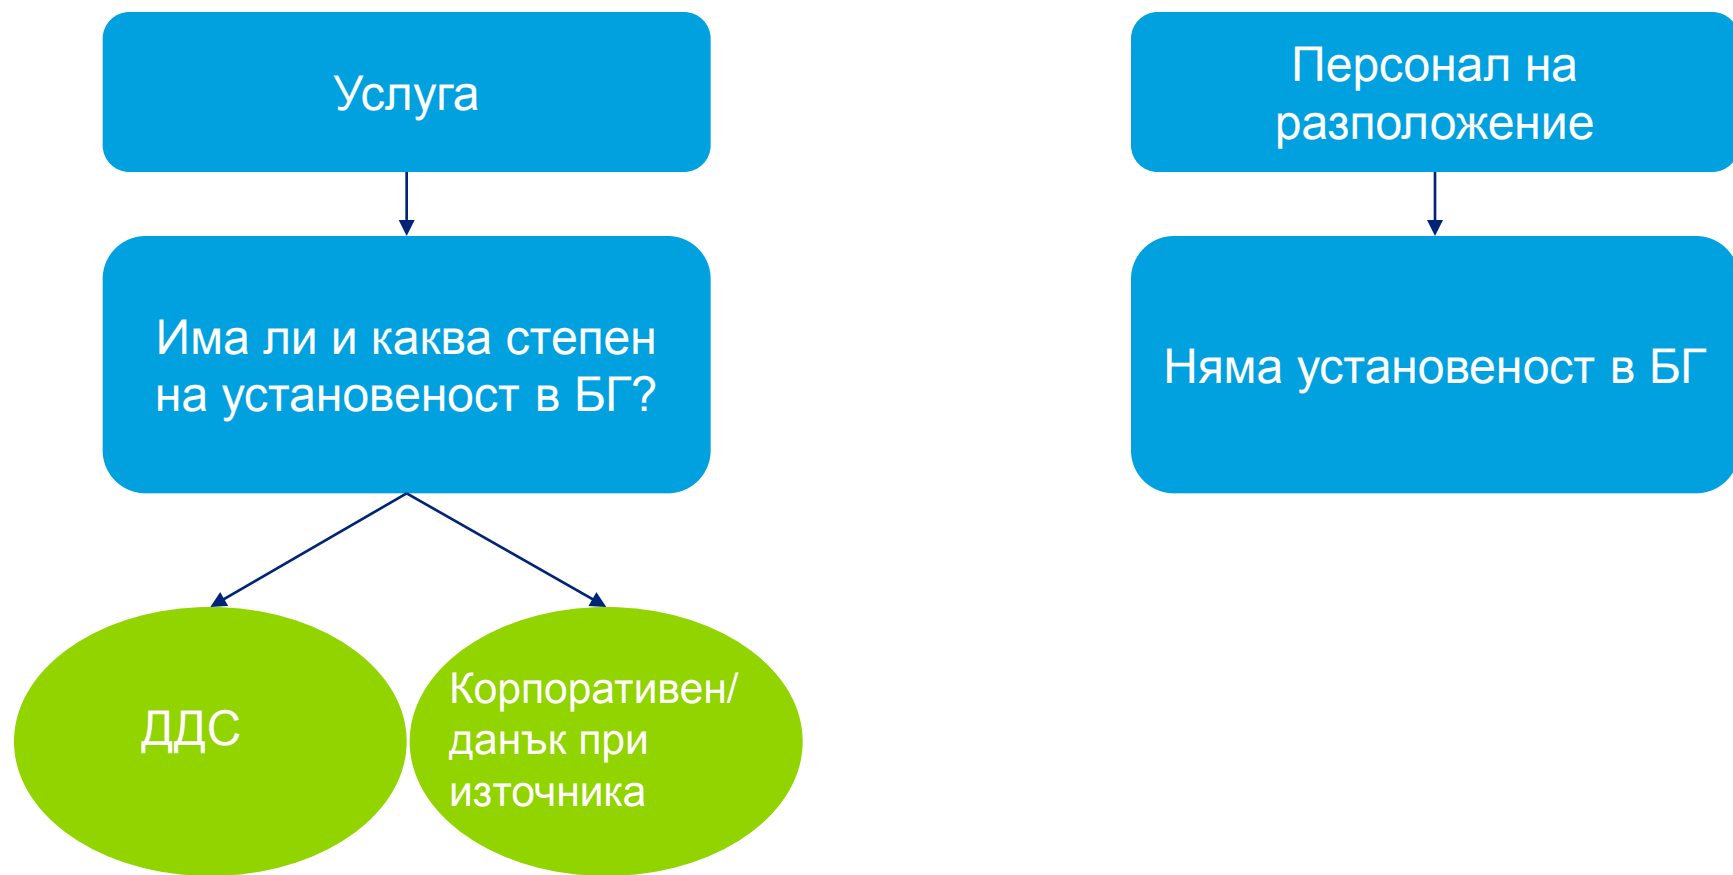 Услуга
Персонал на
разположение
Има ли и каква степен
на установеност в БГ?
Няма установеност в БГ
ДДС
Корпоративен/
данък при
източника